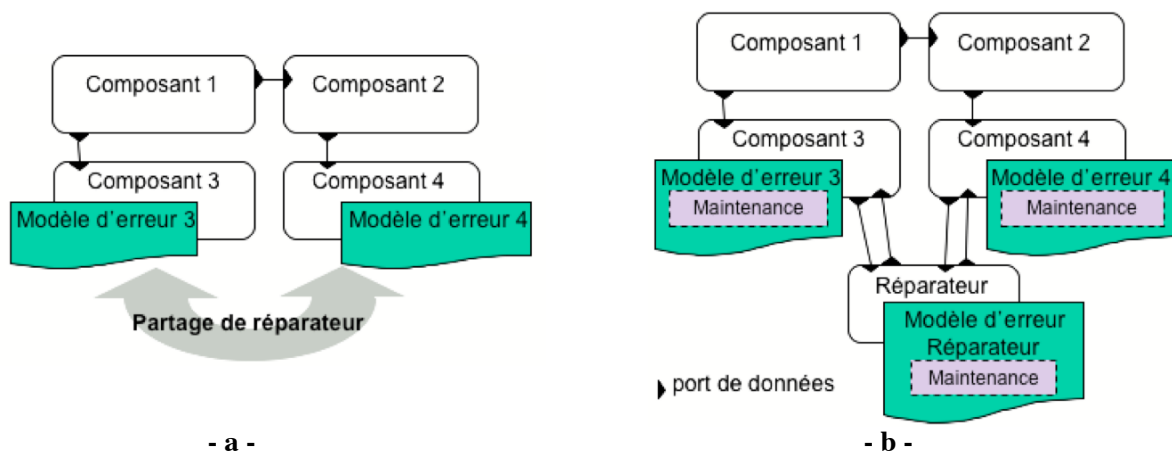 Composant 1
Composant 2
Composant 3
Composant 4
Modèle d'erreur 3
Modèle d'erreur 4
Partage de réparateur
- a -
Composant 1
Composant 2
Composant 3
Composant 4
Modèle d'erreur 3
Maintenance
Modèle d'erreur 4
Maintenance
Réparateur
Modèle d'erreur
Réparateur
Maintenance
port de données
- b -